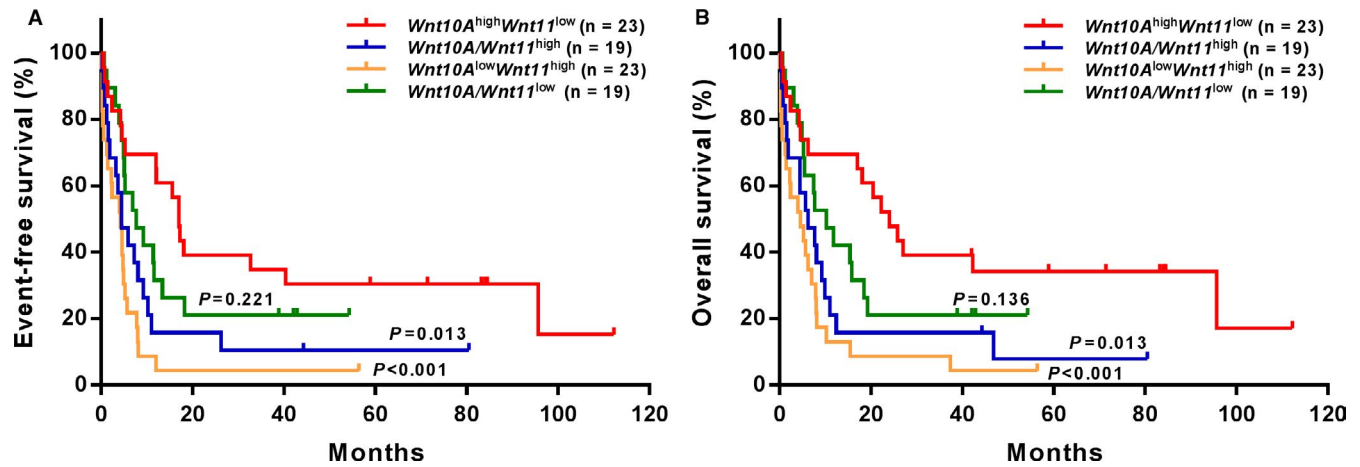 A
Wnt10A^high Wnt11^low (n = 23)
Wnt10A/Wnt11^high (n = 19)
Wnt10A^low Wnt11^high (n = 23)
Wnt10A/Wnt11^low (n = 19)
Event-free survival (%)
100
80
60
40
20
0
P=0.221
P=0.013
P<0.001
0 20 40 60 80 100 120
Months
B
Wnt10A^high Wnt11^low (n = 23)
Wnt10A/Wnt11^high (n = 19)
Wnt10A^low Wnt11^high (n = 23)
Wnt10A/Wnt11^low (n = 19)
Overall survival (%)
100
80
60
40
20
0
P=0.136
P=0.013
P<0.001
0 20 40 60 80 100 120
Months